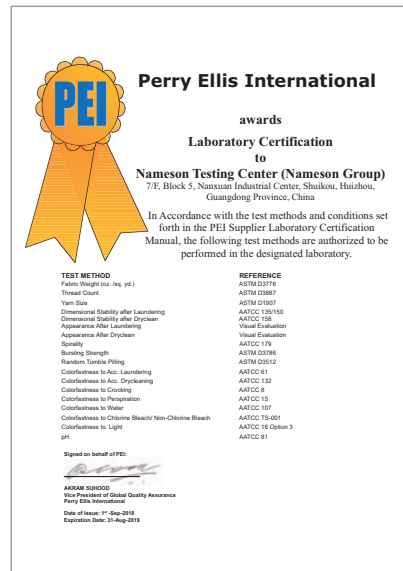 PEI
Perry Ellis International
awards
Laboratory Certification
to
Nameson Testing Center (Nameson Group)
7/F, Block 5, Nanxuan Industrial Center, Shuikou, Huizhou,
Guangdong Province, China
In Accordance with the test methods and conditions set
forth in the PEI Supplier Laboratory Certification
Manual, the following test methods are authorized to be
performed in the designated laboratory.
TEST METHOD REFERENCE
Fabric Weight (oz. /sq. yd.) ASTM D3776
Thread Count ASTM D3887
Yarn Size ASTM D1907
Dimensional Stability after Laundering AATCC 135/150
Dimensional Stability after Dryclean AATCC 158
Appearance After Laundering Visual Evaluation
Appearance After Dryclean Visual Evaluation
Spirality AATCC 179
Bursting Strength ASTM D3786
Random Tumble Pilling ASTM D3512
Colorfastness to Acc. Laundering AATCC 61
Colorfastness to Acc. Drycleaning AATCC 132
Colorfastness to Crocking AATCC 8
Colorfastness to Perspiration AATCC 15
Colorfastness to Water AATCC 107
Colorfastness to Chlorine Bleach/ Non-Chlorine Bleach AATCC TS-001
Colorfastness to. Light AATCC 16 Option 3
pH AATCC 81
Signed on behalf of PEI:
AKRAM SUHOOD
Vice President of Global Quality Assurance
Perry Ellis International
Date of Issue: 1st -Sep-2018
Expiration Date: 31-Aug-2019